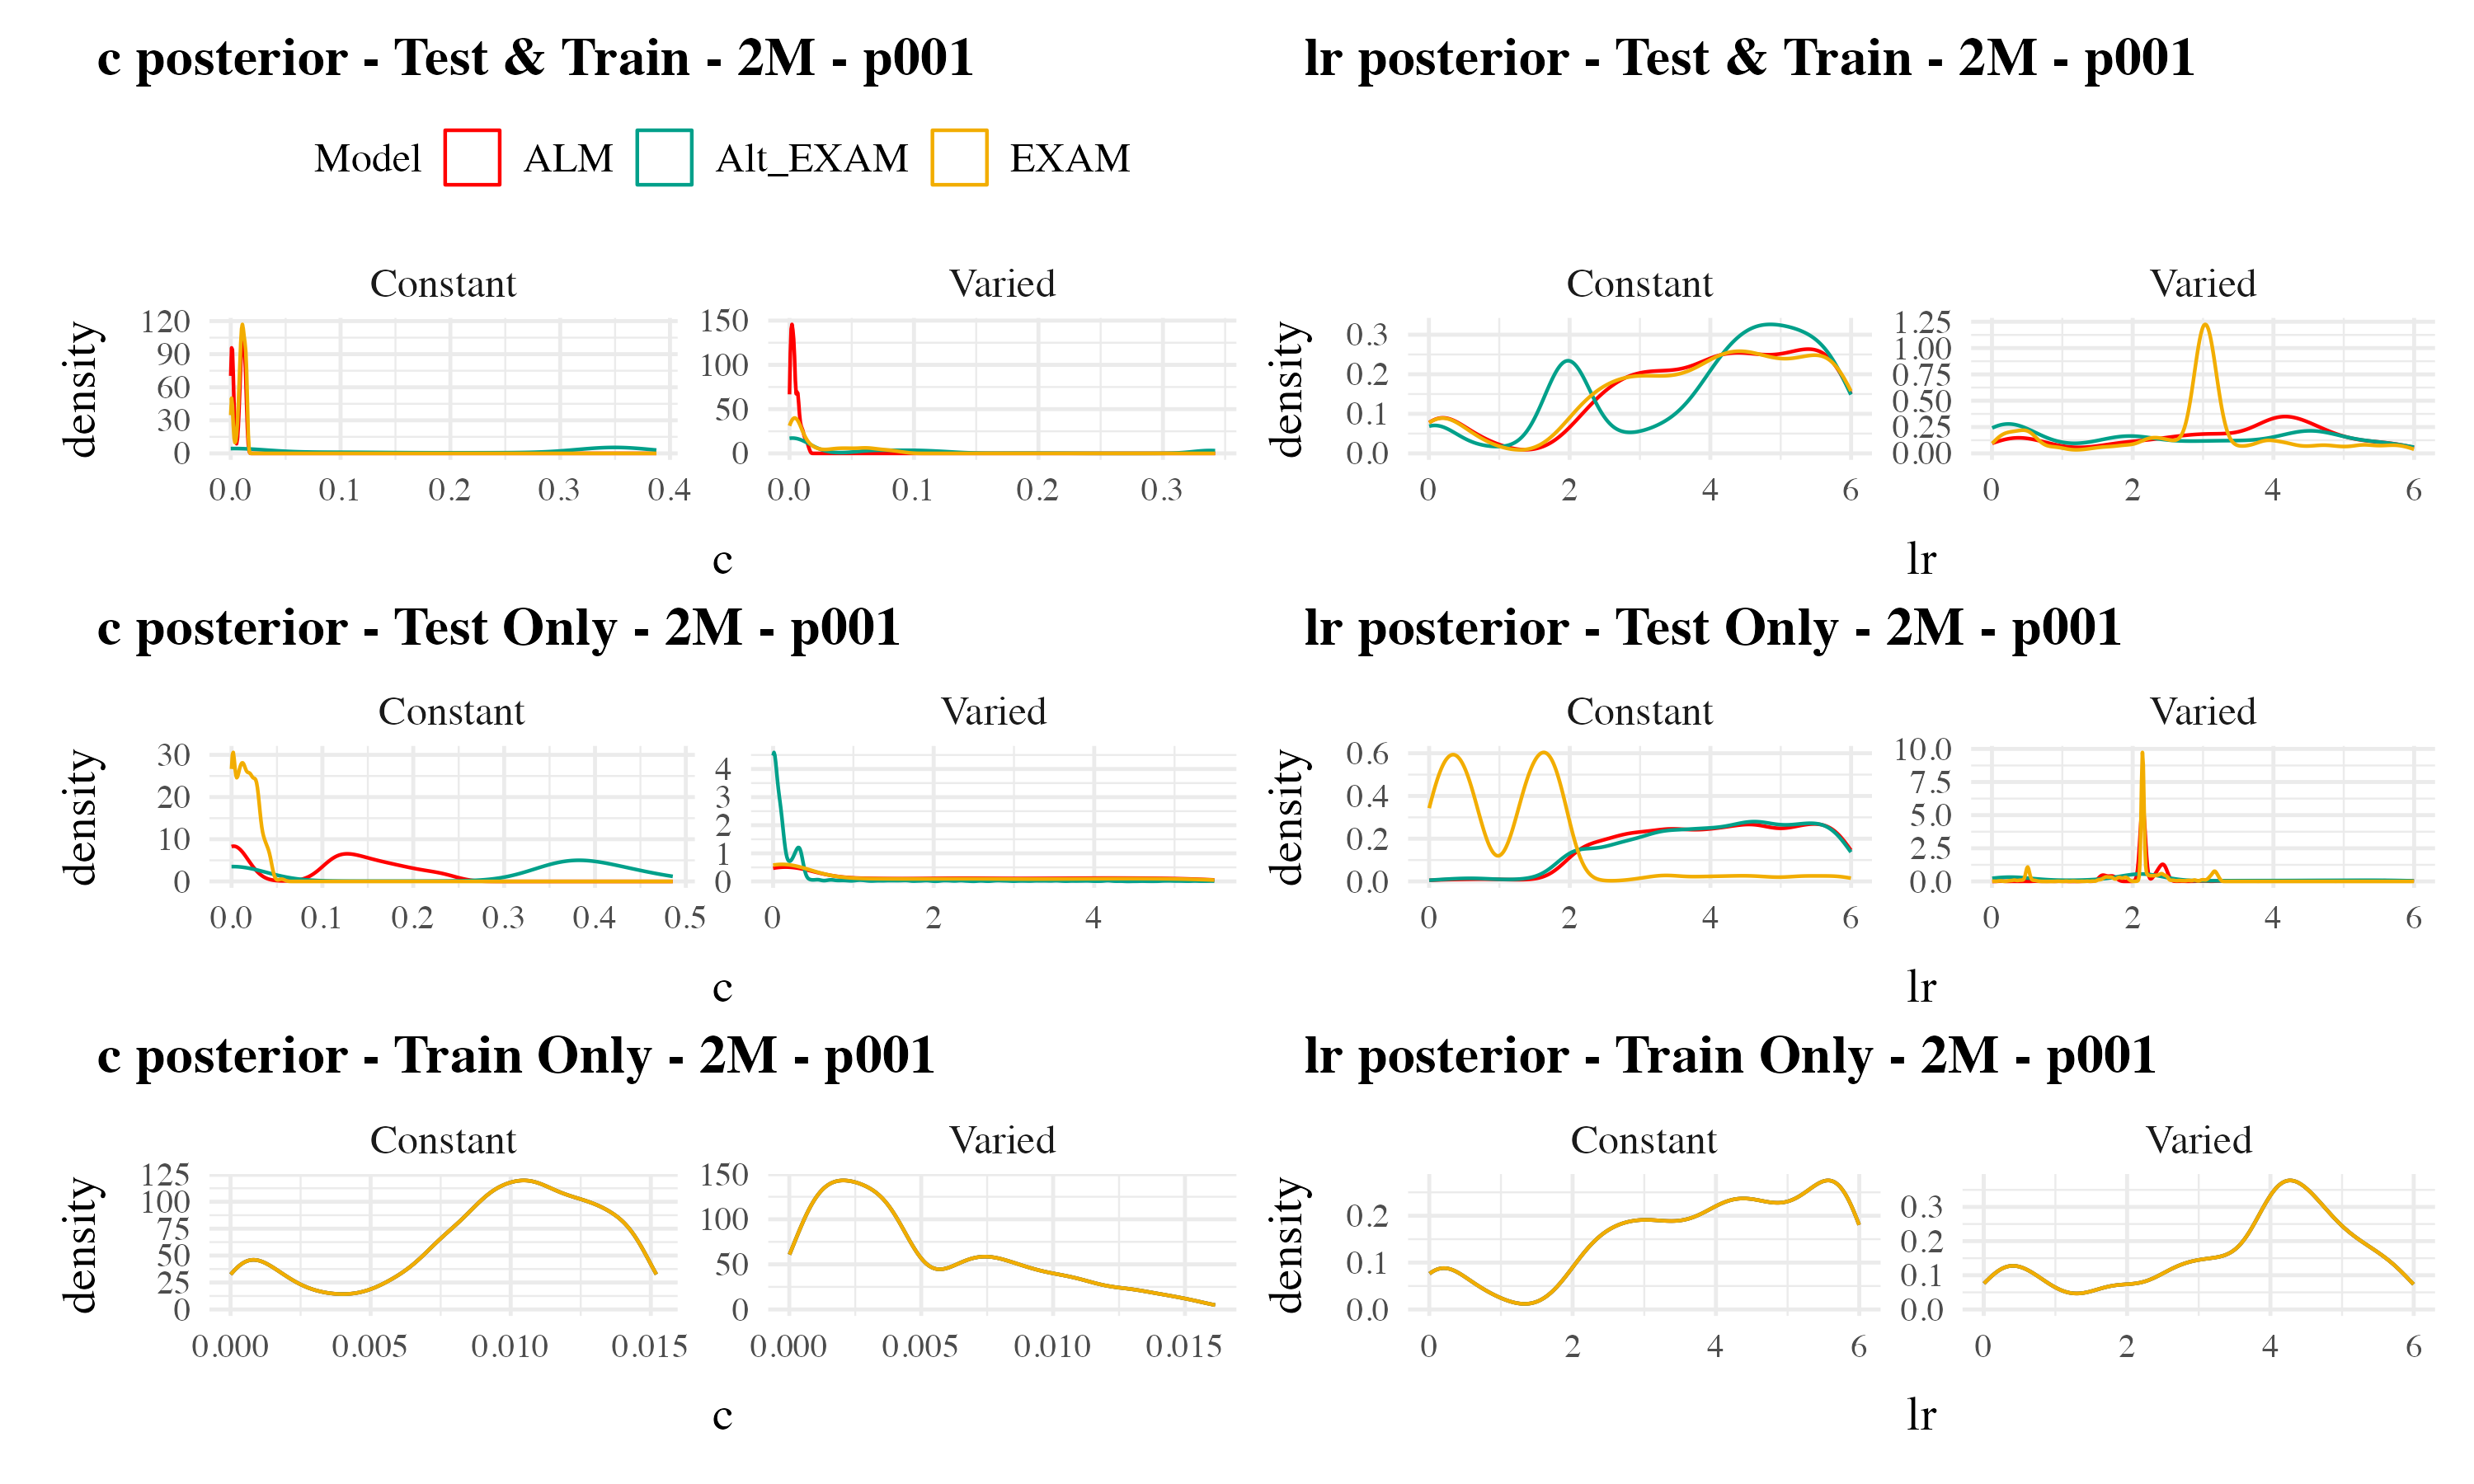 c posterior - Test & Train - 2M - p001
lr posterior - Test & Train - 2M - p001
Model ALM Alt_EXAM EXAM
Constant Varied Constant Varied
density
120
90
60
30
0
0.0 0.1 0.2 0.3 0.4
150
100
50
0
0.0 0.1 0.2 0.3
c
density
0.3
0.2
0.1
0.0
0 2 4 6
1.25
1.00
0.75
0.50
0.25
0.00
0 2 4 6
lr
c posterior - Test Only - 2M - p001
lr posterior - Test Only - 2M - p001
Constant Varied Constant Varied
density
30
20
10
0
0.0 0.1 0.2 0.3 0.4 0.5
4
3
2
1
0
0 2 4
c
density
0.6
0.4
0.2
0.0
0 2 4 6
10.0
7.5
5.0
2.5
0.0
0 2 4 6
lr
c posterior - Train Only - 2M - p001
lr posterior - Train Only - 2M - p001
Constant Varied Constant Varied
density
125
100
75
50
25
0
0.000 0.005 0.010 0.015
150
100
50
0
0.000 0.005 0.010 0.015
c
density
0.2
0.1
0.0
0 2 4 6
0.3
0.2
0.1
0.0
0 2 4 6
lr